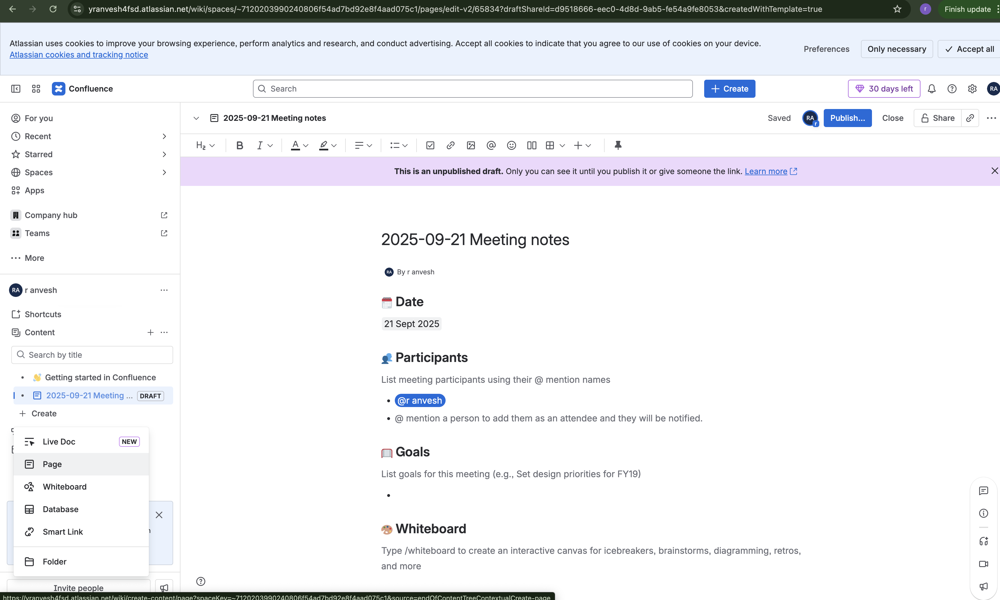 yranvesh4fsd.atlassian.net/wiki/spaces/~7120203990240806f54ad7bd92e8f4aad075c1/pages/edit-v2/65834?draftShareId=d9518666-eec0-4d8d-9ab5-fe54a9fe8053&createdWithTemplate=true
r
Finish update
Atlassian uses cookies to improve your browsing experience, perform analytics and research, and conduct advertising. Accept all cookies to indicate that you agree to our use of cookies on your device.
Atlassian cookies and tracking notice
Preferences
Only necessary
Accept all
Confluence
Search
Create
30 days left
RA
For you
Recent
Starred
Spaces
Apps
Company hub
Teams
More
RA r anvesh
Shortcuts
Content
Search by title
Getting started in Confluence
2025-09-21 Meeting ... DRAFT
Create
Live Doc NEW
Page
Whiteboard
Database
Smart Link
Folder
Invite people
2025-09-21 Meeting notes
Saved
RA
r
Publish...
Close
Share
This is an unpublished draft. Only you can see it until you publish it or give someone the link. Learn more
2025-09-21 Meeting notes
RA By r anvesh
Date
21 Sept 2025
Participants
List meeting participants using their @ mention names
@r anvesh
@ mention a person to add them as an attendee and they will be notified.
Goals
List goals for this meeting (e.g., Set design priorities for FY19)
Whiteboard
Type /whiteboard to create an interactive canvas for icebreakers, brainstorms, diagramming, retros,
and more
https://yranvesh4fsd.atlassian.net/wiki/create-content/page?spaceKey=~7120203990240806f54ad7bd92e8f4aad075c1&source=endOfContentTreeContextualCreate-page